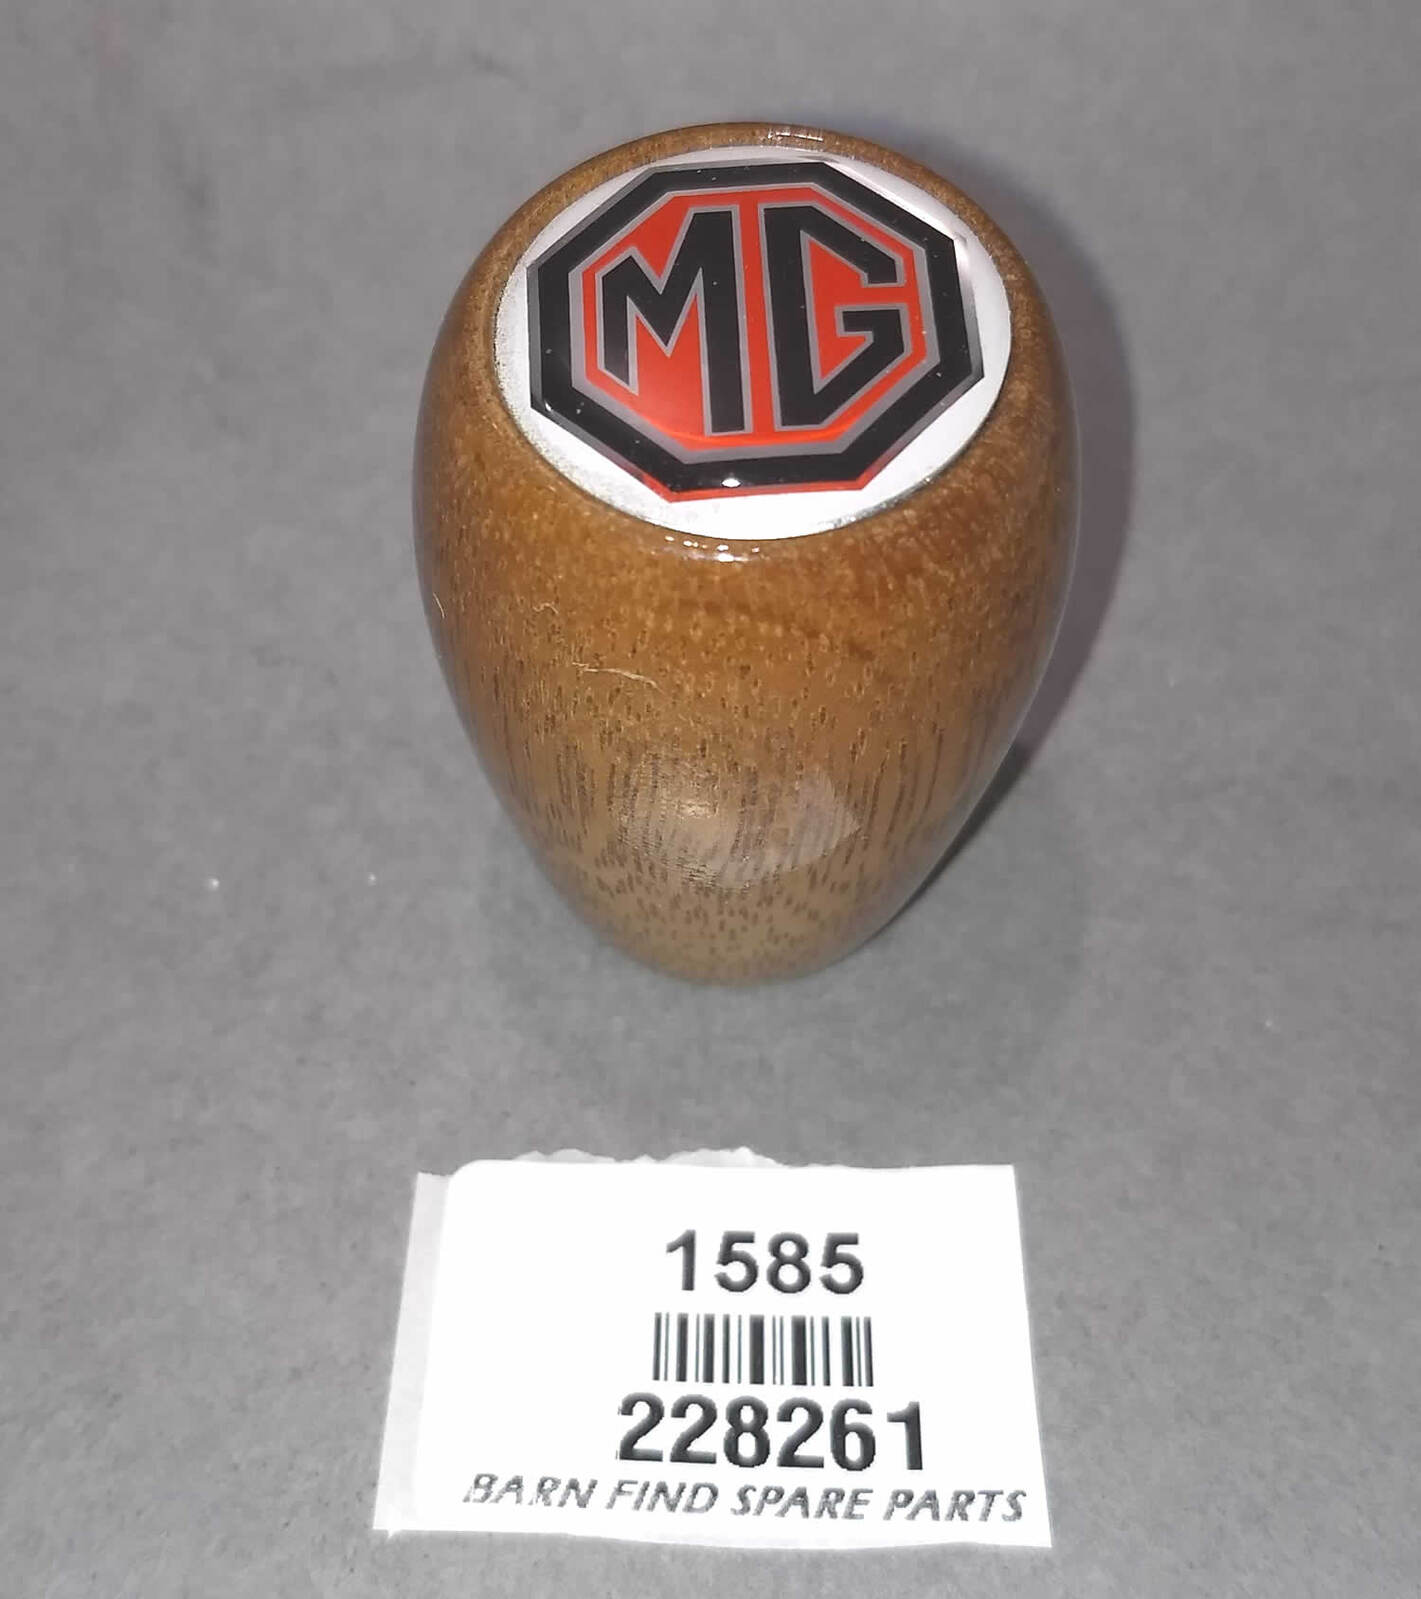 MG
1585
228261
BARN FIND SPARE PARTS